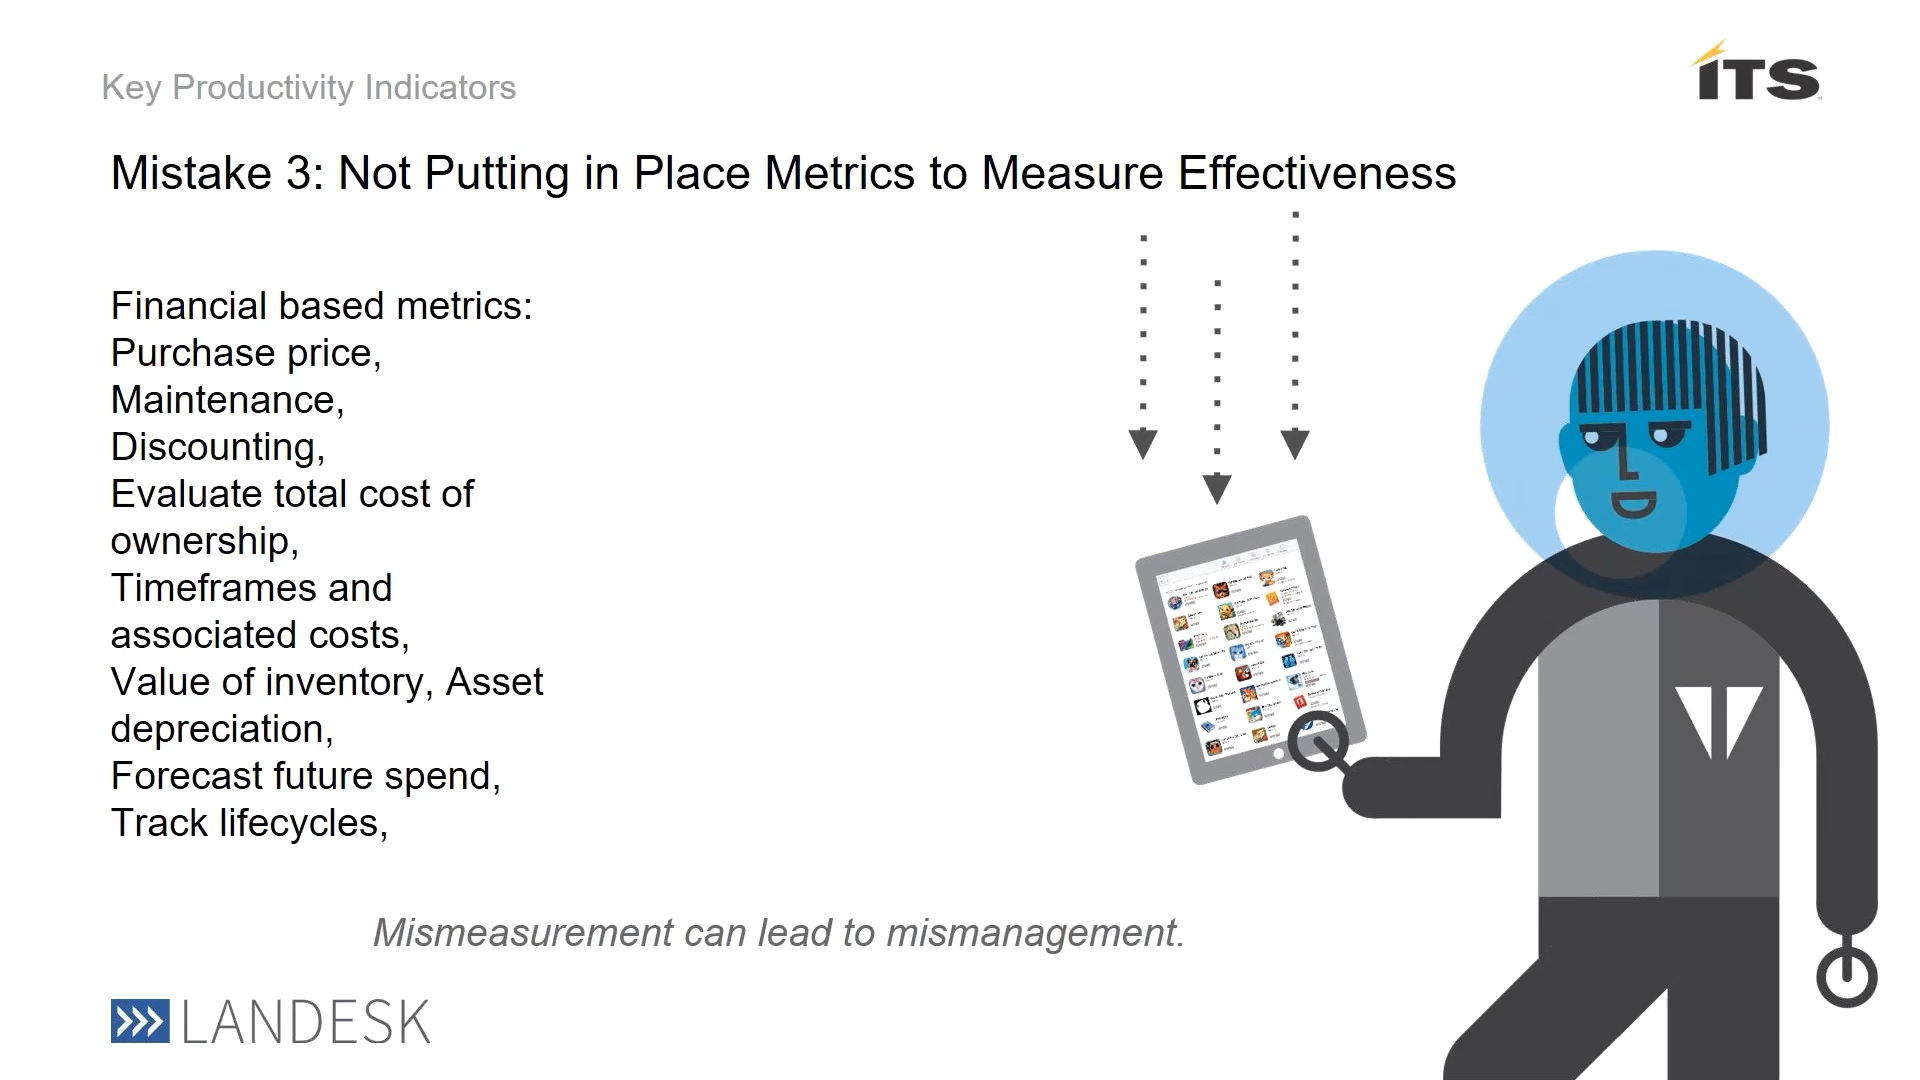 Key Productivity Indicators
ITS
Mistake 3: Not Putting in Place Metrics to Measure Effectiveness
Financial based metrics:
Purchase price,
Maintenance,
Discounting,
Evaluate total cost of
ownership,
Timeframes and
associated costs,
Value of inventory, Asset
depreciation,
Forecast future spend,
Track lifecycles,
Mismeasurement can lead to mismanagement.
LANDESK